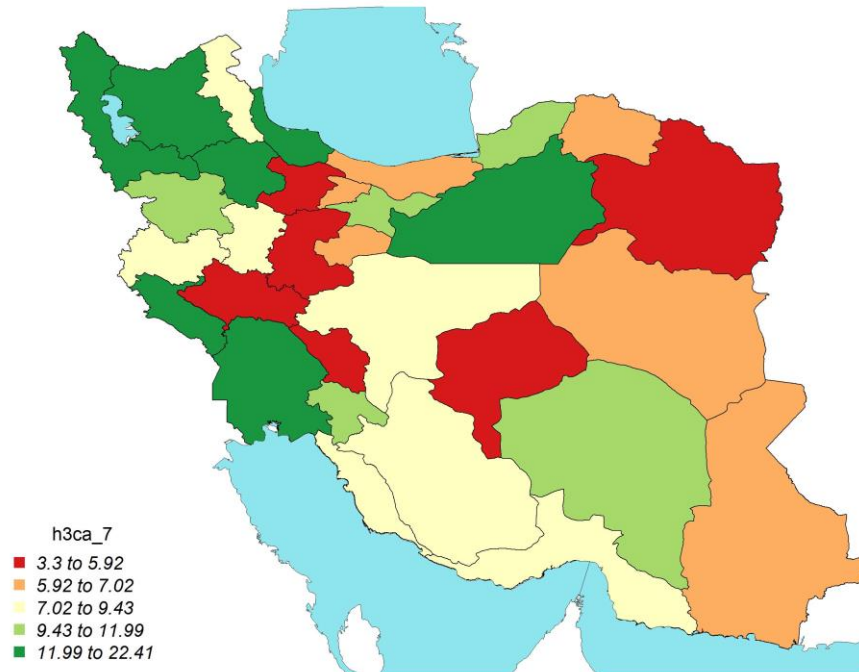 h3ca_7
3.3 to 5.92
5.92 to 7.02
7.02 to 9.43
9.43 to 11.99
11.99 to 22.41